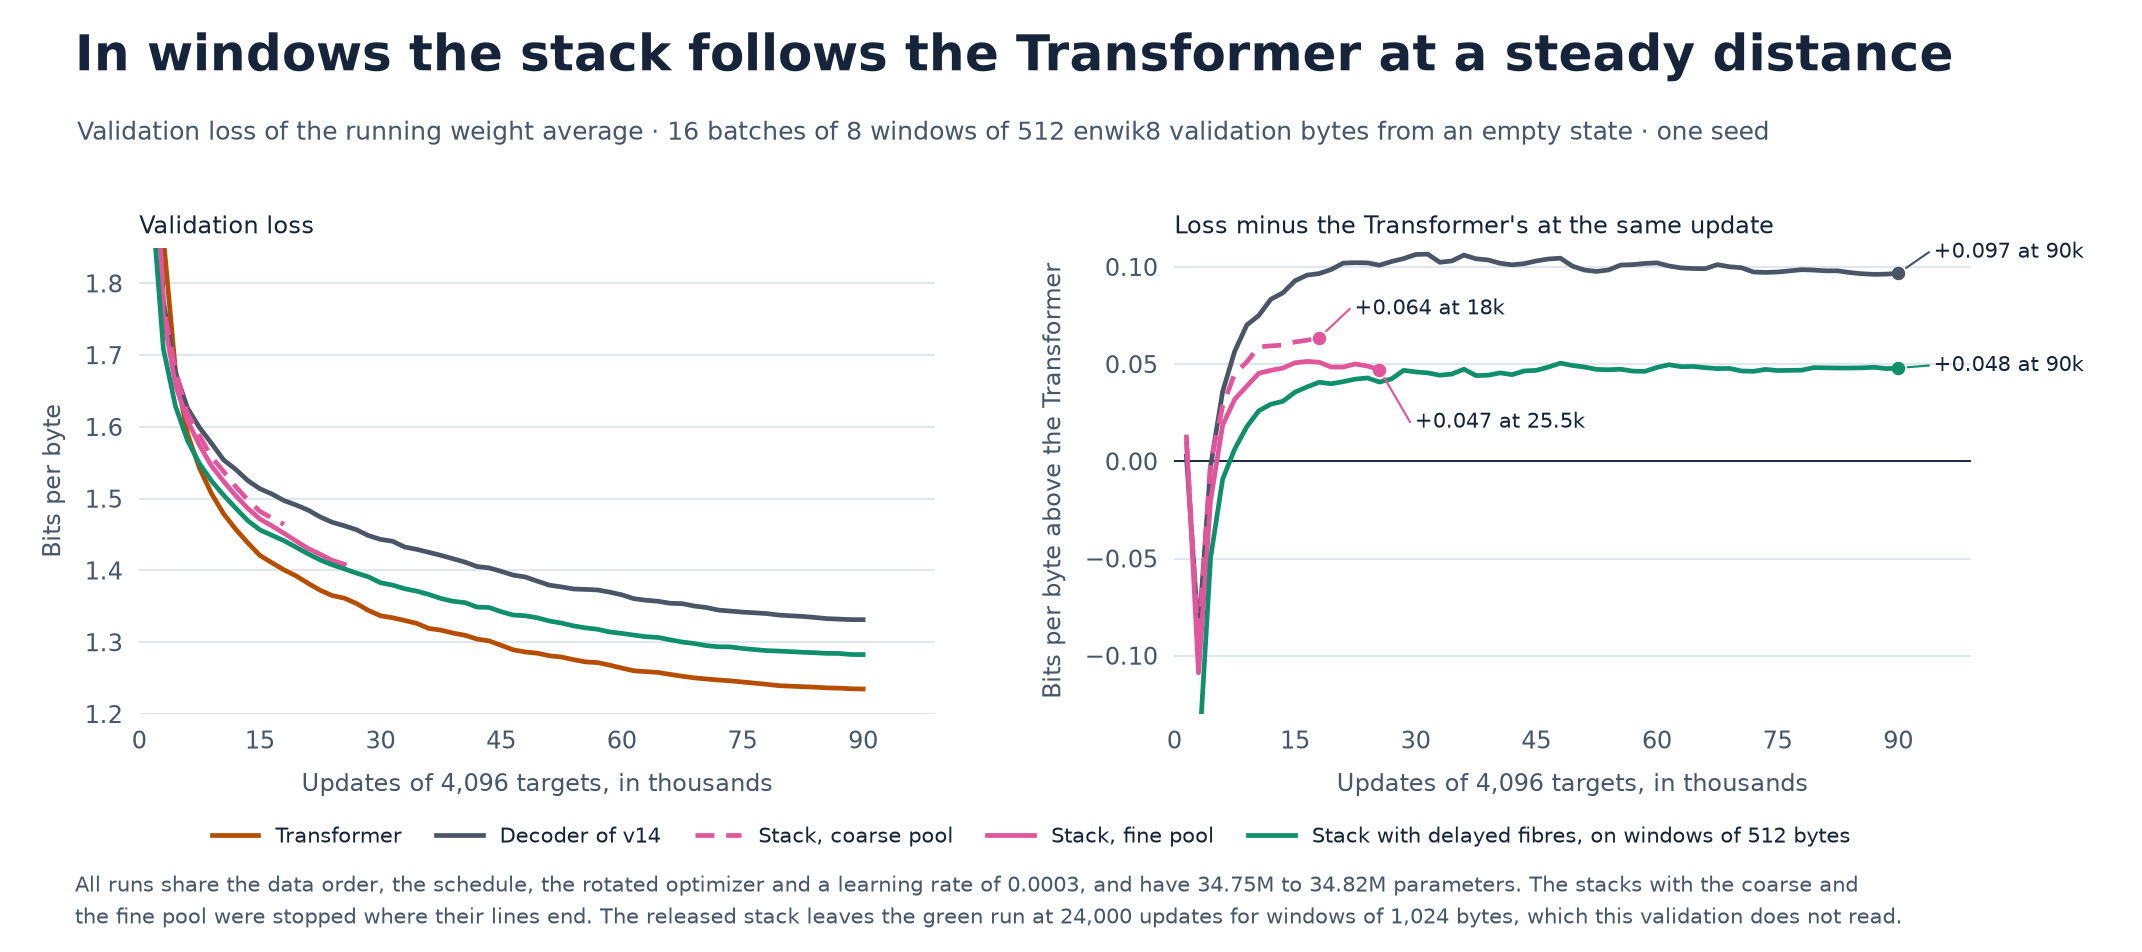 In windows the stack follows the Transformer at a steady distance
Validation loss of the running weight average · 16 batches of 8 windows of 512 enwik8 validation bytes from an empty state · one seed
Validation loss
Bits per byte
1.8
1.7
1.6
1.5
1.4
1.3
1.2
0 15 30 45 60 75 90
Updates of 4,096 targets, in thousands
Loss minus the Transformer's at the same update
Bits per byte above the Transformer
0.10
0.05
0.00
−0.05
−0.10
+0.097 at 90k
+0.064 at 18k
+0.048 at 90k
+0.047 at 25.5k
0 15 30 45 60 75 90
Updates of 4,096 targets, in thousands
Transformer Decoder of v14 Stack, coarse pool Stack, fine pool Stack with delayed fibres, on windows of 512 bytes
All runs share the data order, the schedule, the rotated optimizer and a learning rate of 0.0003, and have 34.75M to 34.82M parameters. The stacks with the coarse and
the fine pool were stopped where their lines end. The released stack leaves the green run at 24,000 updates for windows of 1,024 bytes, which this validation does not read.